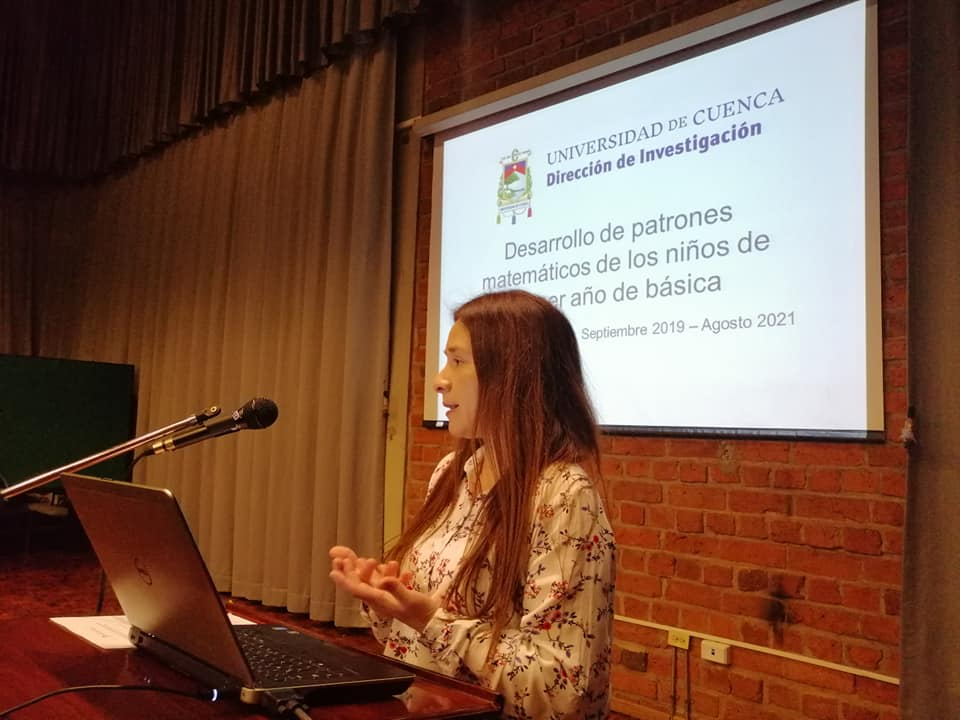 UNIVERSIDAD DE CUENCA
Dirección de Investigación
Desarrollo de patrones
matemáticos de los niños de
año de básica
Septiembre 2019 – Agosto 2021